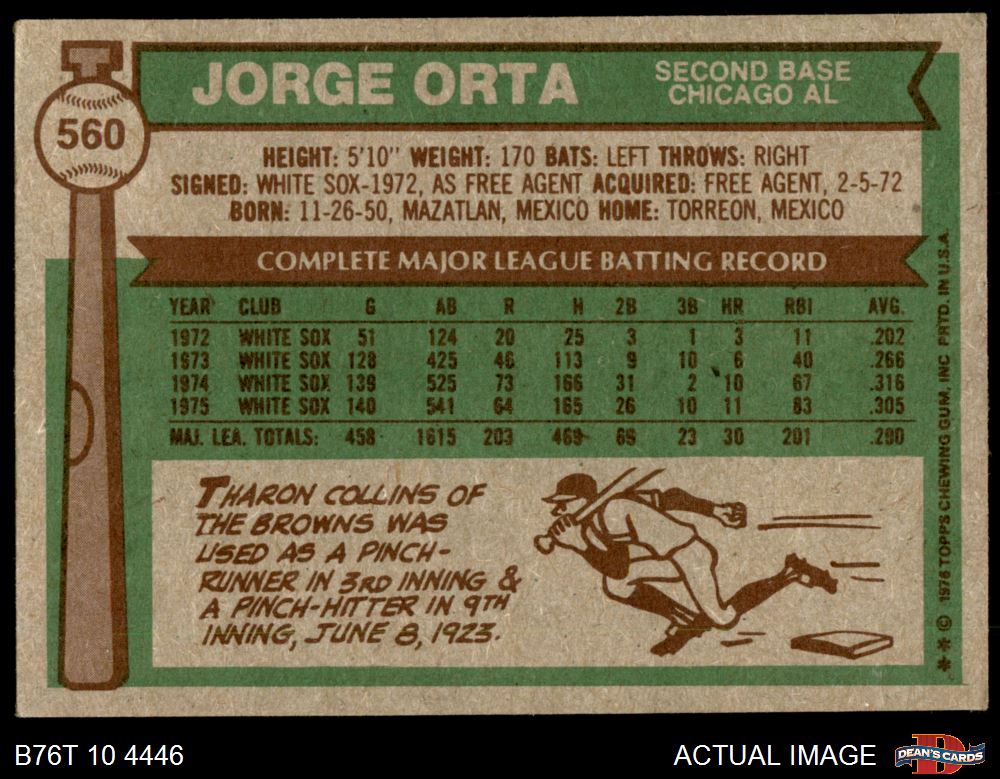 JORGE ORTA
SECOND BASE
CHICAGO AL
560
HEIGHT: 5'10" WEIGHT: 170 BATS: LEFT THROWS: RIGHT
SIGNED: WHITE SOX-1972, AS FREE AGENT ACQUIRED: FREE AGENT, 2-5-72
BORN: 11-26-50, MAZATLAN, MEXICO HOME: TORREON, MEXICO
COMPLETE MAJOR LEAGUE BATTING RECORD
YEAR CLUB G AB R H 2B 3B HR RBI AVG.
1972 WHITE SOX 51 124 20 25 3 1 3 11 .202
1973 WHITE SOX 128 425 46 113 9 10 6 40 .266
1974 WHITE SOX 139 525 73 166 31 2 10 67 .316
1975 WHITE SOX 140 541 64 165 26 10 11 83 .305
MAJ. LEA. TOTALS: 458 1615 203 469 69 23 30 201 .290
THARON COLLINS OF
THE BROWNS WAS
USED AS A PINCH-
RUNNER IN 3RD INNING &
A PINCH-HITTER IN 9TH
INNING, JUNE 8, 1923.
** © 1976 TOPPS CHEWING GUM, INC PRTD. IN U.S.A.
B76T 10 4446
ACTUAL IMAGE
DEAN'S CARDS